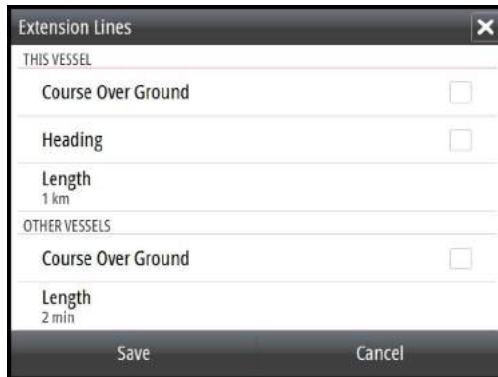 Extension Lines
THIS VESSEL
Course Over Ground
Heading
Length
1 km
OTHER VESSELS
Course Over Ground
Length
2 min
Save Cancel